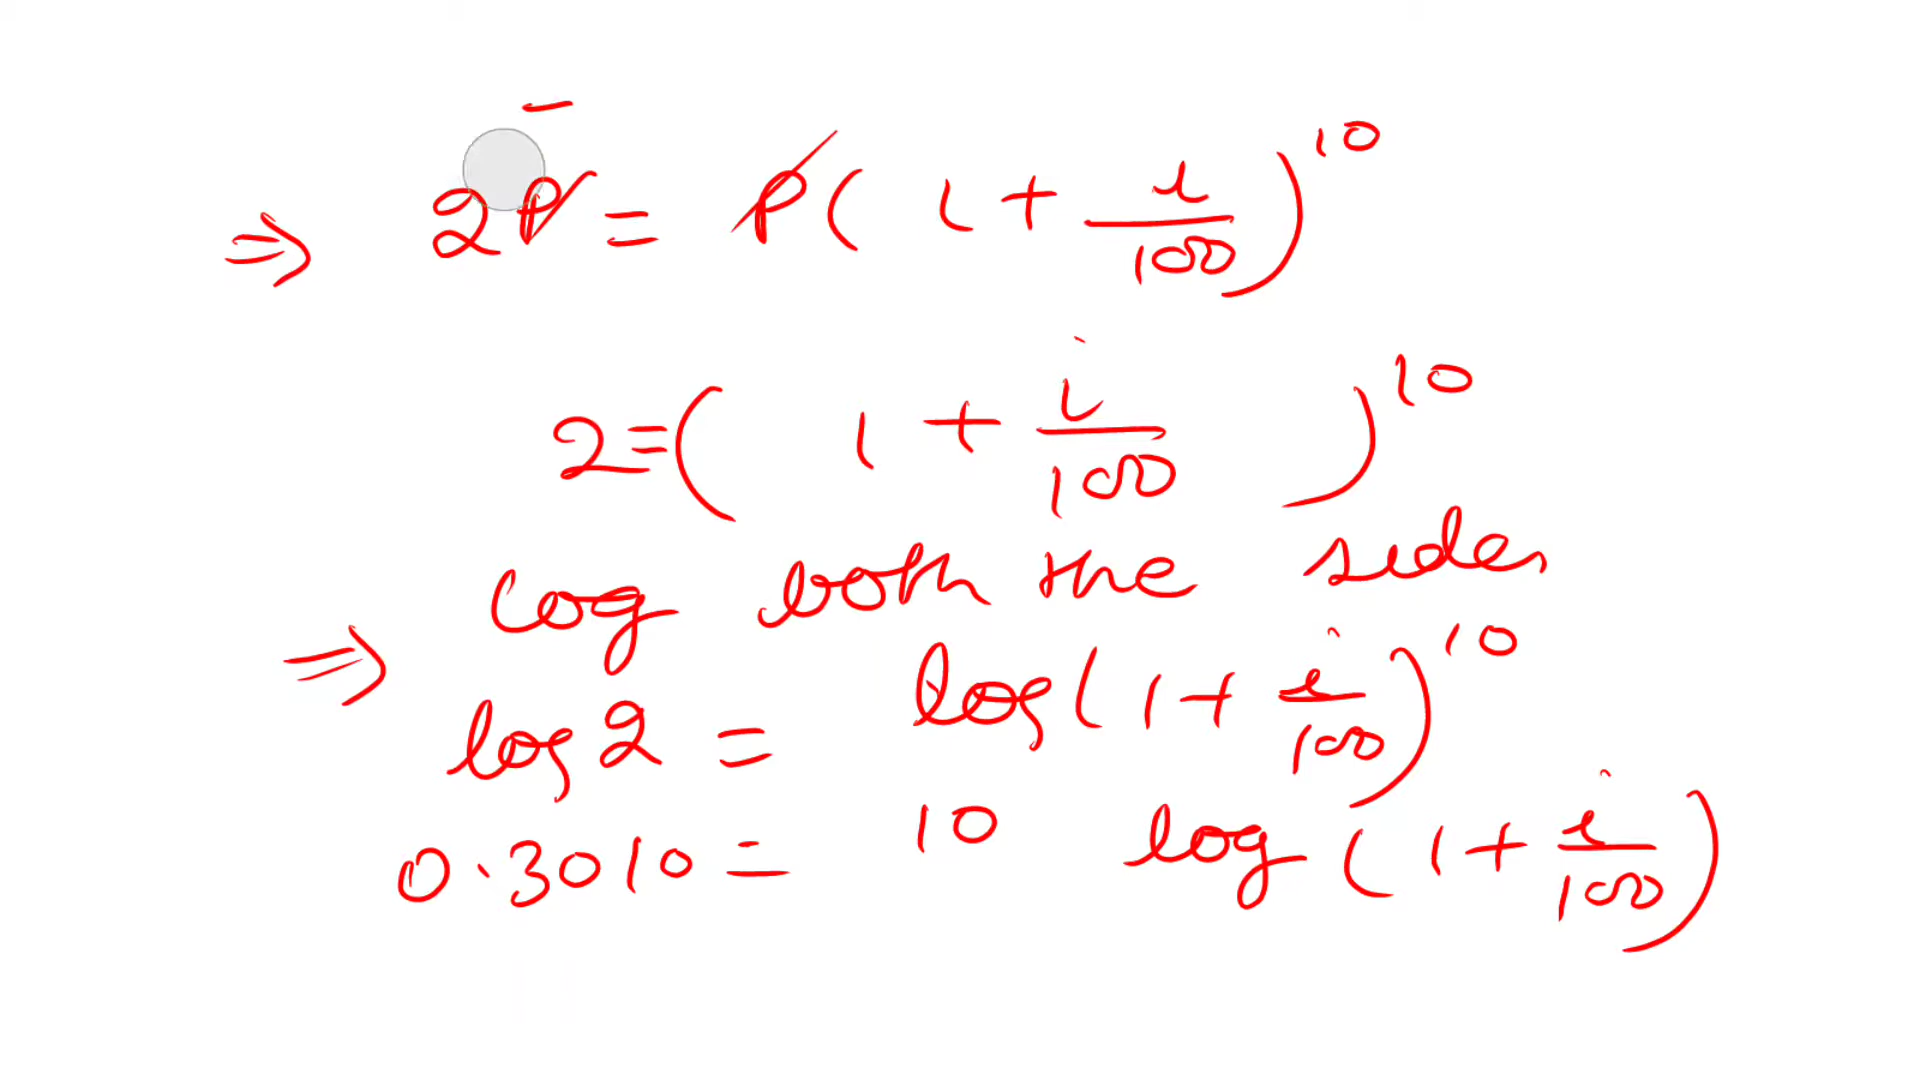 ⇒ 2P = P(1 + i/100)^10
2 = (1 + i/100)^10
log both the sides
⇒ log 2 = log(1 + i/100)^10
0.3010 = 10 log(1 + i/100)